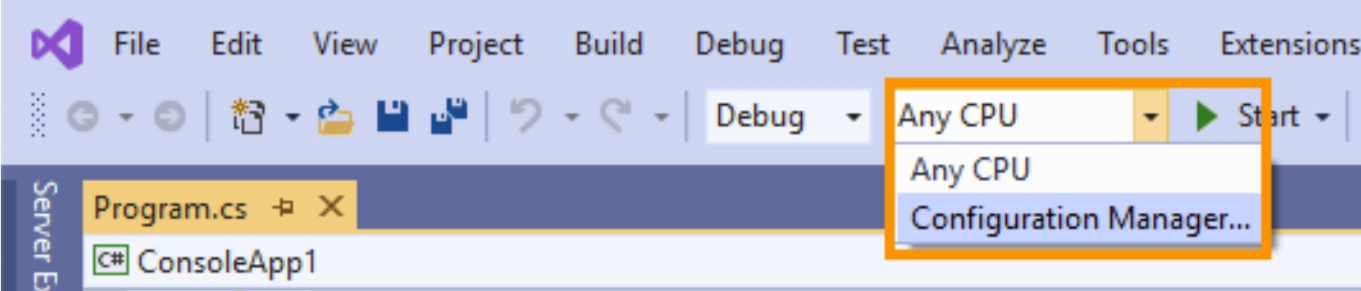 File Edit View Project Build Debug Test Analyze Tools Extensions
Debug Any CPU Start
Any CPU
Configuration Manager...
Program.cs
C# ConsoleApp1
Server